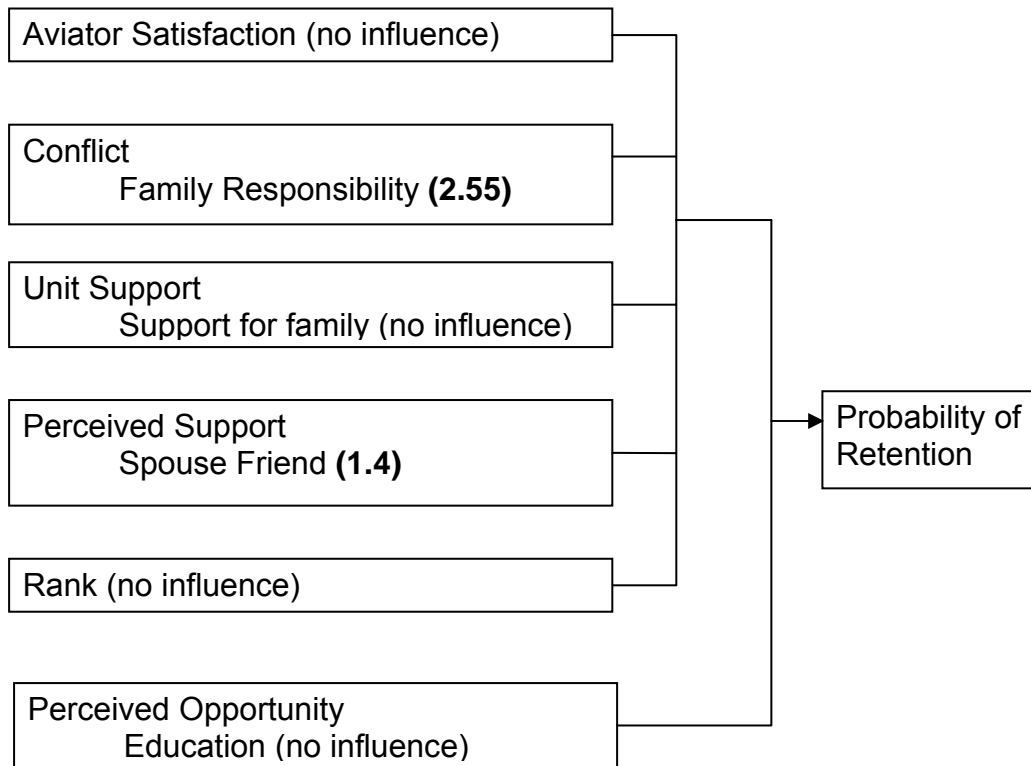 Aviator Satisfaction (no influence)
Conflict
Family Responsibility (2.55)
Unit Support
Support for family (no influence)
Perceived Support
Spouse Friend (1.4)
Rank (no influence)
Perceived Opportunity
Education (no influence)
Probability of
Retention